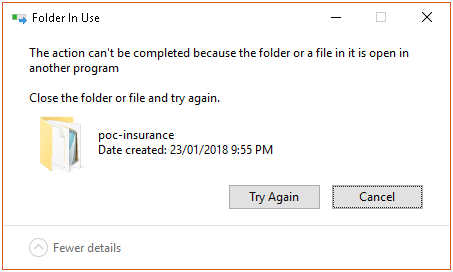 Folder In Use
The action can't be completed because the folder or a file in it is open in
another program
Close the folder or file and try again.
poc-insurance
Date created: 23/01/2018 9:55 PM
Try Again
Cancel
Fewer details